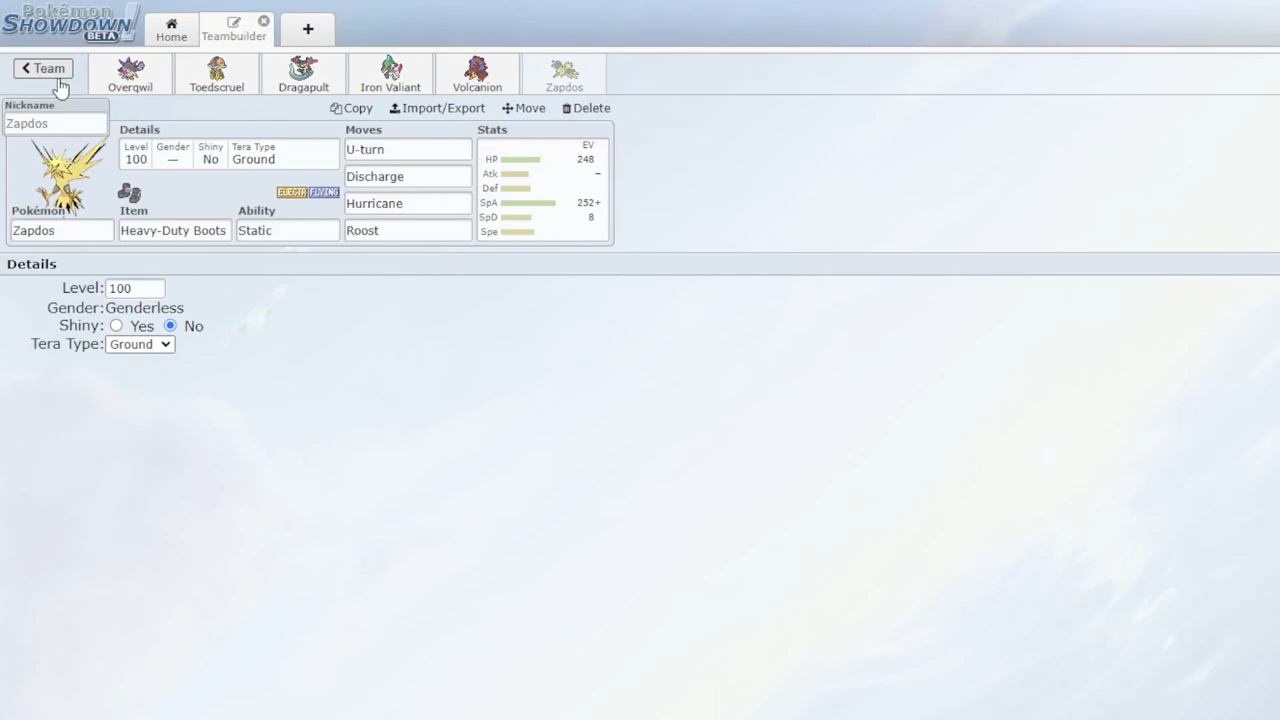 Pokémon
SHOWDOWN!
BETA
Home
Teambuilder
+
Team
Overqwil
Toedscruel
Dragapult
Iron Valiant
Volcanion
Zapdos
Nickname
Zapdos
Copy
Import/Export
Move
Delete
Details
Level
100
Gender
—
Shiny
No
Tera Type
Ground
ELECTR
FLYING
Pokémon
Zapdos
Item
Heavy-Duty Boots
Ability
Static
Moves
U-turn
Discharge
Hurricane
Roost
Stats
EV
HP 248
Atk –
Def
SpA 252+
SpD 8
Spe
Details
Level: 100
Gender: Genderless
Shiny: Yes No
Tera Type: Ground